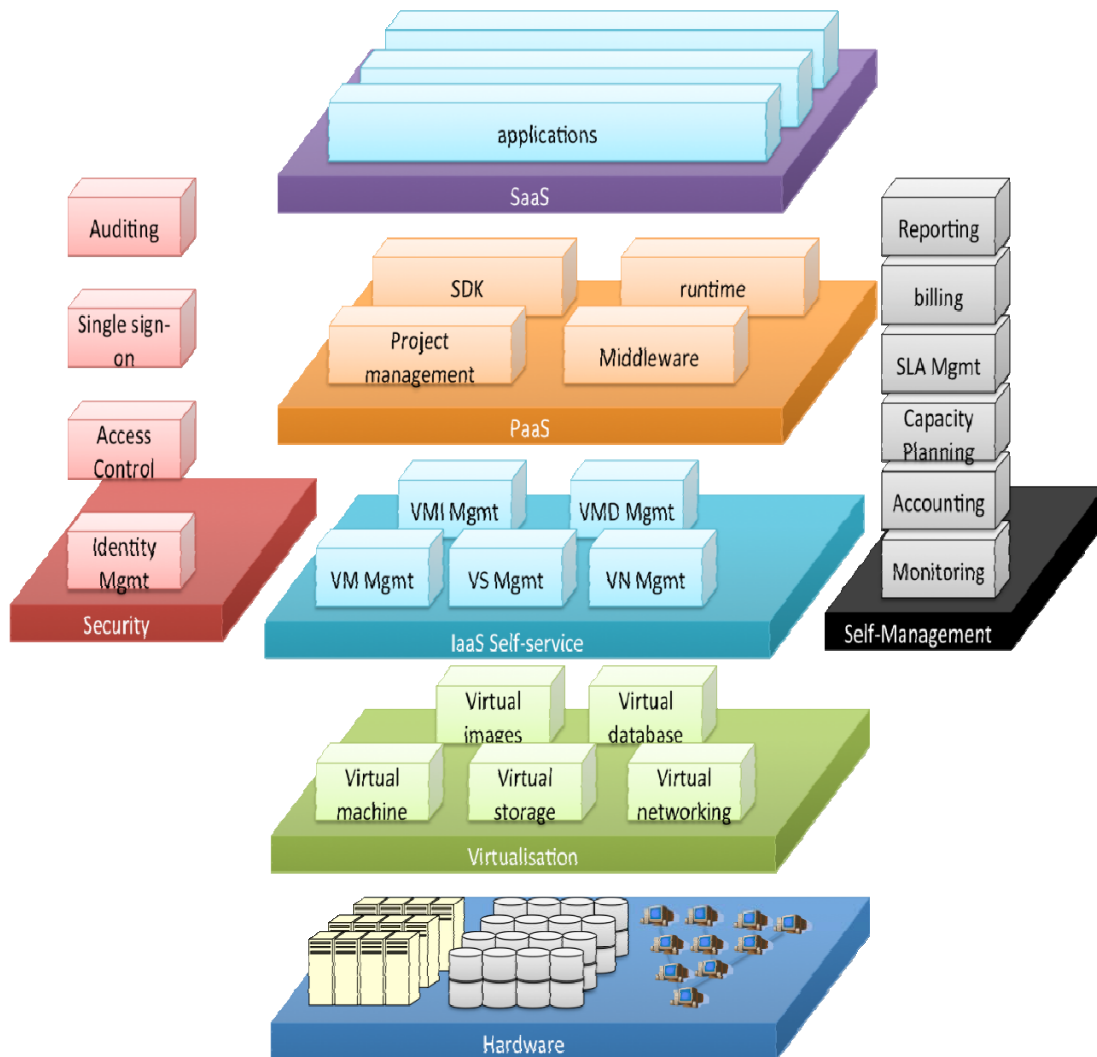 applications
SaaS
Auditing
Single sign-
on
Access
Control
Identity
Mgmt
Security
SDK
runtime
Project
management
Middleware
PaaS
VMI Mgmt
VMD Mgmt
VM Mgmt
VS Mgmt
VN Mgmt
IaaS Self-service
Reporting
billing
SLA Mgmt
Capacity
Planning
Accounting
Monitoring
Self-Management
Virtual
images
Virtual
database
Virtual
machine
Virtual
storage
Virtual
networking
Virtualisation
Hardware